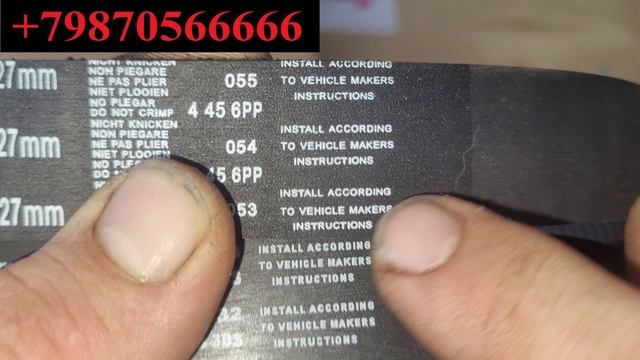 +79870566666
NICHT KNICKEN
NON PIEGARE
NE PAS PLIER
NIET PLOOIEN
NO PLEGAR
DO NOT CRIMP
27mm
055
4 45 6PP
INSTALL ACCORDING
TO VEHICLE MAKERS
INSTRUCTIONS
NICHT KNICKEN
NON PIEGARE
NE PAS PLIER
NIET PLOOIEN
27mm
054
45 6PP
INSTALL ACCORDING
TO VEHICLE MAKERS
INSTRUCTIONS
27mm
053
INSTALL ACCORDING
TO VEHICLE MAKERS
INSTRUCTIONS
INSTALL ACCORDING
TO VEHICLE MAKERS
INSTRUCTIONS
INSTALL ACCORDING
TO VEHICLE MAKERS
INSTRUCTIONS